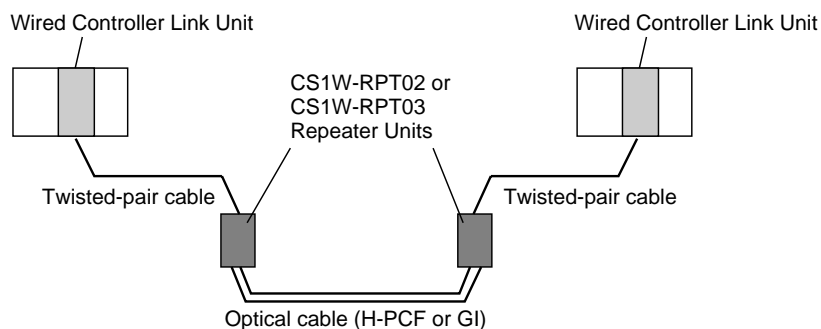 Wired Controller Link Unit
Wired Controller Link Unit
CS1W-RPT02 or
CS1W-RPT03
Repeater Units
Twisted-pair cable
Twisted-pair cable
Optical cable (H-PCF or GI)